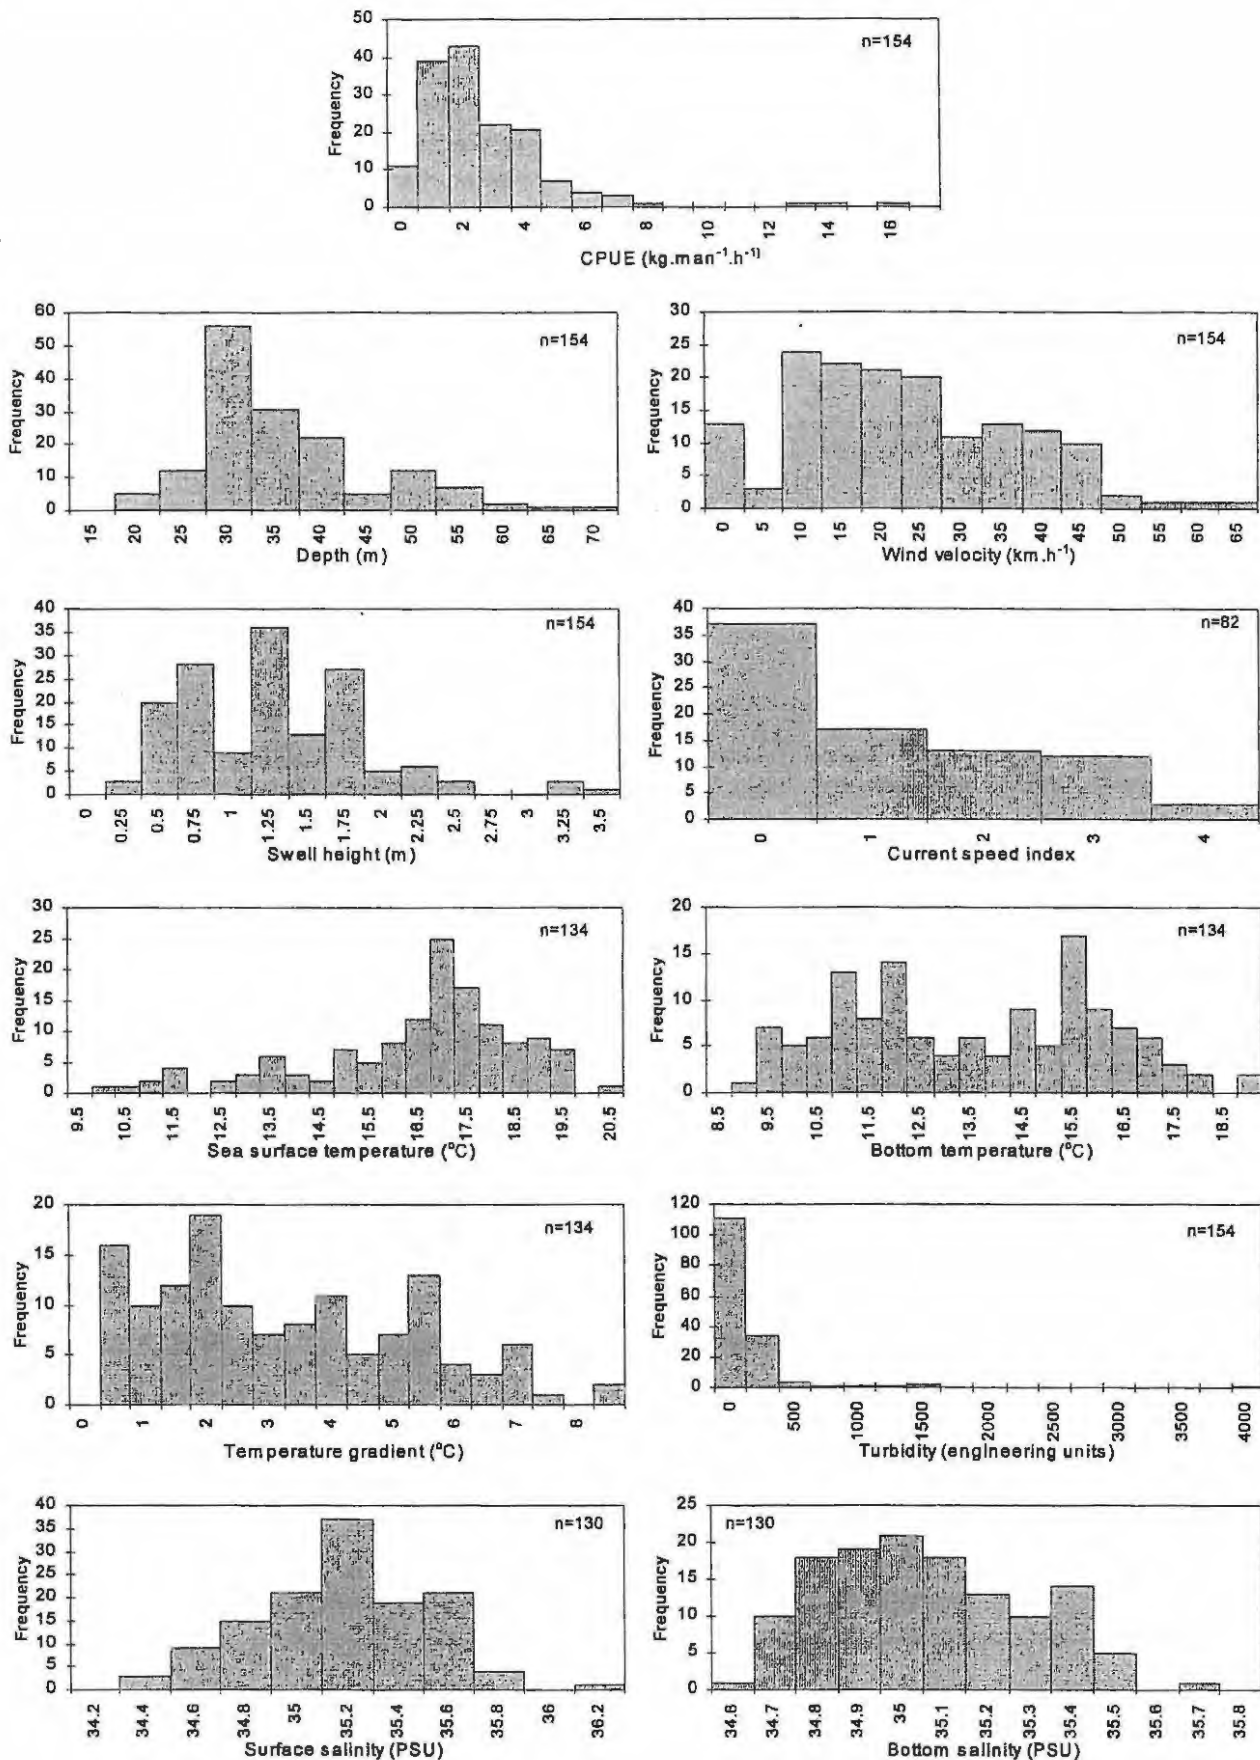 50
n=154
40
30
20
10
0
Frequency
0 2 4 6 8 10 12 14 16
CPUE (kg.man⁻¹.h⁻¹)
60
n=154
50
40
30
20
10
0
Frequency
15 20 25 30 35 40 45 50 55 60 65 70
Depth (m)
30
n=154
25
20
15
10
5
0
Frequency
0 5 10 15 20 25 30 35 40 45 50 55 60 65
Wind velocity (km.h⁻¹)
40
n=154
35
30
25
20
15
10
5
0
Frequency
0 0.25 0.5 0.75 1 1.25 1.5 1.75 2 2.25 2.5 2.75 3.25 3.5
Swell height (m)
40
n=82
35
30
25
20
15
10
5
0
Frequency
0 1 2 3 4
Current speed index
30
n=134
25
20
15
10
5
0
Frequency
9.5 10.5 11.5 12.5 13.5 14.5 15.5 16.5 17.5 18.5 19.5 20.5
Sea surface temperature (°C)
20
n=134
15
10
5
0
Frequency
8.5 9.5 10.5 11.5 12.5 13.5 14.5 15.5 16.5 17.5 18.5
Bottom temperature (°C)
20
n=134
15
10
5
0
Frequency
0 1 2 3 4 5 6 7 8
Temperature gradient (°C)
120
n=154
100
80
60
40
20
0
Frequency
0 500 1000 1500 2000 2500 3000 3500 4000
Turbidity (engineering units)
40
n=130
35
30
25
20
15
10
5
0
Frequency
34.2 34.4 34.6 34.8 35 35.2 35.4 35.6 35.8 36 36.2
Surface salinity (PSU)
25
n=130
20
15
10
5
0
Frequency
34.6 34.7 34.8 34.9 35 35.1 35.2 35.3 35.4 35.5 35.6 35.7 35.8
Bottom salinity (PSU)